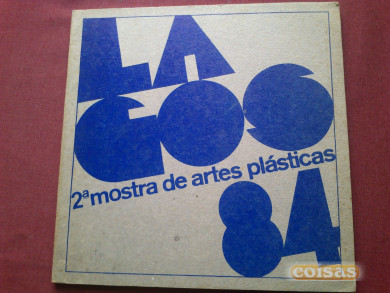 LA
GOS
2ª mostra de artes plásticas
84
coisas